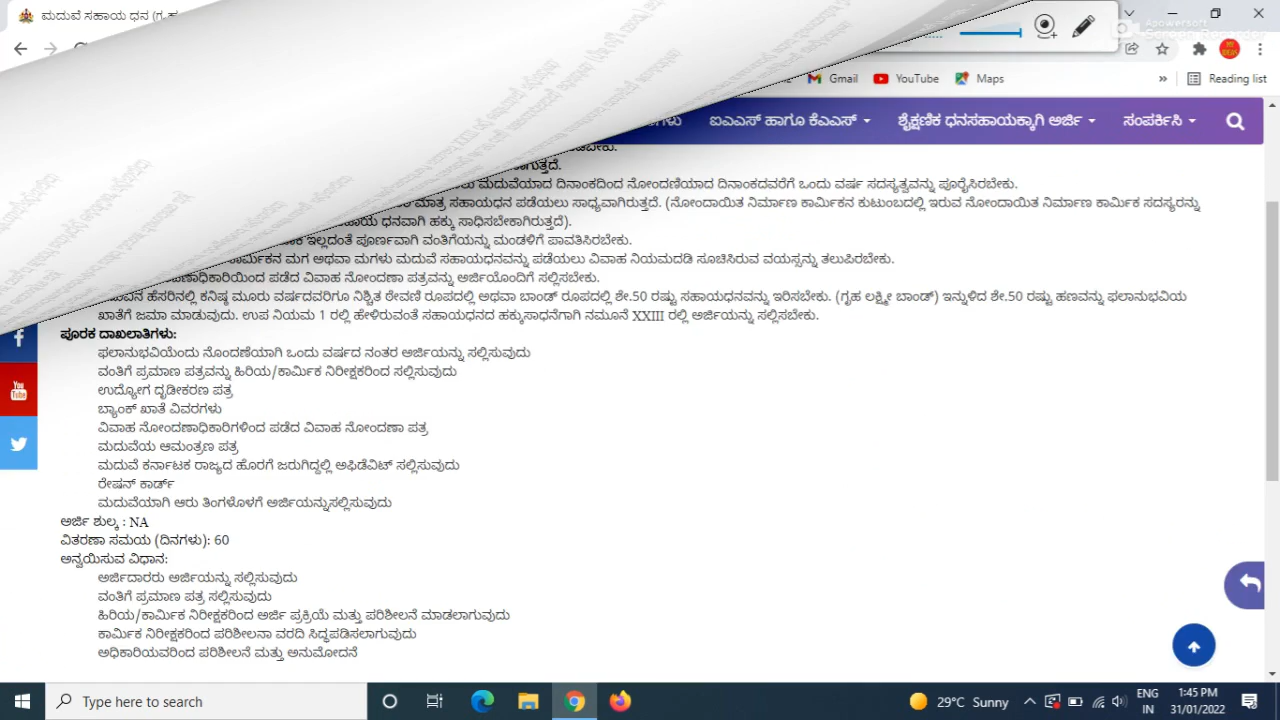 ಮದುವೆ ಸಹಾಯ ಧನ (ಗೃಹ
Apowersoft
Screen Recorder
Gmail
YouTube
Maps
»
Reading list
ಐಎಎಸ್ ಹಾಗೂ ಕೆಎಎಸ್
ಶೈಕ್ಷಣಿಕ ಧನಸಹಾಯಕ್ಕಾಗಿ ಅರ್ಜಿ
ಸಂಪರ್ಕಿಸಿ
ಮದುವೆಯಾದ ದಿನಾಂಕದಿಂದ ನೋಂದಣಿಯಾದ ದಿನಾಂಕದವರೆಗೆ ಒಂದು ವರ್ಷ ಸದಸ್ಯತ್ವವನ್ನು ಪೂರೈಸಿರಬೇಕು.
ಮಾತ್ರ ಸಹಾಯಧನ ಪಡೆಯಲು ಸಾಧ್ಯವಾಗಿರುತ್ತದೆ. (ನೋಂದಾಯಿತ ನಿರ್ಮಾಣ ಕಾರ್ಮಿಕನ ಕುಟುಂಬದಲ್ಲಿ ಇರುವ ನೋಂದಾಯಿತ ನಿರ್ಮಾಣ ಕಾರ್ಮಿಕ ಸದಸ್ಯರನ್ನು
ಧನವಾಗಿ ಹಕ್ಕು ಸಾಧಿಸಬೇಕಾಗಿರುತ್ತದೆ).
ಇಲ್ಲದಂತೆ ಪೂರ್ಣವಾಗಿ ವಂತಿಗೆಯನ್ನು ಮಂಡಳಿಗೆ ಪಾವತಿಸಿರಬೇಕು.
ಮಗ ಅಥವಾ ಮಗಳು ಮದುವೆ ಸಹಾಯಧನವನ್ನು ಪಡೆಯಲು ವಿವಾಹ ನಿಯಮದಡಿ ಸೂಚಿಸಿರುವ ವಯಸ್ಸನ್ನು ತಲುಪಿರಬೇಕು.
ಪಡೆದ ವಿವಾಹ ನೋಂದಣಾ ಪತ್ರವನ್ನು ಅರ್ಜಿಯೊಂದಿಗೆ ಸಲ್ಲಿಸಬೇಕು.
ಹೆಸರಿನಲ್ಲಿ ಕನಿಷ್ಠ ಮೂರು ವರ್ಷದವರಿಗೂ ನಿಶ್ಚಿತ ಠೇವಣಿ ರೂಪದಲ್ಲಿ ಅಥವಾ ಬಾಂಡ್ ರೂಪದಲ್ಲಿ ಶೇ.50 ರಷ್ಟು ಸಹಾಯಧನವನ್ನು ಇರಿಸಬೇಕು. (ಗೃಹ ಲಕ್ಷ್ಮೀ ಬಾಂಡ್) ಇನ್ನುಳಿದ ಶೇ.50 ರಷ್ಟು ಹಣವನ್ನು ಫಲಾನುಭವಿಯ
ಖಾತೆಗೆ ಜಮಾ ಮಾಡುವುದು. ಉಪ ನಿಯಮ 1 ರಲ್ಲಿ ಹೇಳಿರುವಂತೆ ಸಹಾಯಧನದ ಹಕ್ಕುಸಾಧನೆಗಾಗಿ ನಮೂನೆ XXIII ರಲ್ಲಿ ಅರ್ಜಿಯನ್ನು ಸಲ್ಲಿಸಬೇಕು.
ಪೂರಕ ದಾಖಲಾತಿಗಳು:
ಫಲಾನುಭವಿಯೆಂದು ನೊಂದಣೆಯಾಗಿ ಒಂದು ವರ್ಷದ ನಂತರ ಅರ್ಜಿಯನ್ನು ಸಲ್ಲಿಸುವುದು
ವಂತಿಗೆ ಪ್ರಮಾಣ ಪತ್ರವನ್ನು ಹಿರಿಯ/ಕಾರ್ಮಿಕ ನಿರೀಕ್ಷಕರಿಂದ ಸಲ್ಲಿಸುವುದು
ಉದ್ಯೋಗ ದೃಡೀಕರಣ ಪತ್ರ
ಬ್ಯಾಂಕ್ ಖಾತೆ ವಿವರಗಳು
ವಿವಾಹ ನೋಂದಣಾಧಿಕಾರಿಗಳಿಂದ ಪಡೆದ ವಿವಾಹ ನೋಂದಣಾ ಪತ್ರ
ಮದುವೆಯ ಆಮಂತ್ರಣ ಪತ್ರ
ಮದುವೆ ಕರ್ನಾಟಕ ರಾಜ್ಯದ ಹೊರಗೆ ಜರುಗಿದ್ದಲ್ಲಿ ಅಫಿಡೆವಿಟ್ ಸಲ್ಲಿಸುವುದು
ರೇಷನ್ ಕಾರ್ಡ್
ಮದುವೆಯಾಗಿ ಆರು ತಿಂಗಳೊಳಗೆ ಅರ್ಜಿಯನ್ನುಸಲ್ಲಿಸುವುದು
ಅರ್ಜಿ ಶುಲ್ಕ : NA
ವಿತರಣಾ ಸಮಯ (ದಿನಗಳು): 60
ಅನ್ವಯಿಸುವ ವಿಧಾನ:
ಅರ್ಜಿದಾರರು ಅರ್ಜಿಯನ್ನು ಸಲ್ಲಿಸುವುದು
ವಂತಿಗೆ ಪ್ರಮಾಣ ಪತ್ರ ಸಲ್ಲಿಸುವುದು
ಹಿರಿಯ/ಕಾರ್ಮಿಕ ನಿರೀಕ್ಷಕರಿಂದ ಅರ್ಜಿ ಪ್ರಕ್ರಿಯೆ ಮತ್ತು ಪರಿಶೀಲನೆ ಮಾಡಲಾಗುವುದು
ಕಾರ್ಮಿಕ ನಿರೀಕ್ಷಕರಿಂದ ಪರಿಶೀಲನಾ ವರದಿ ಸಿದ್ಧಪಡಿಸಲಾಗುವುದು
ಅಧಿಕಾರಿಯವರಿಂದ ಪರಿಶೀಲನೆ ಮತ್ತು ಅನುಮೋದನೆ
You
Tube
Type here to search
29°C Sunny
ENG
IN
1:45 PM
31/01/2022